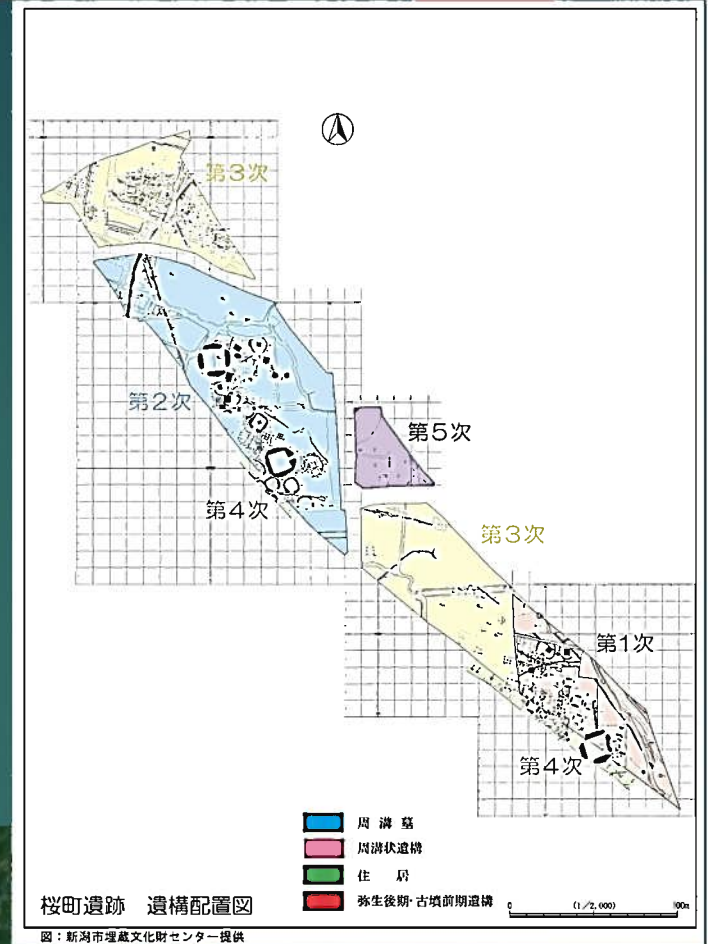 第3次
第2次
第5次
第4次
第3次
第1次
第4次
周溝墓
周溝状遺構
住居
弥生後期・古墳前期遺構
桜町遺跡 遺構配置図
0 (1/2,000) 100m
図：新潟市埋蔵文化財センター提供